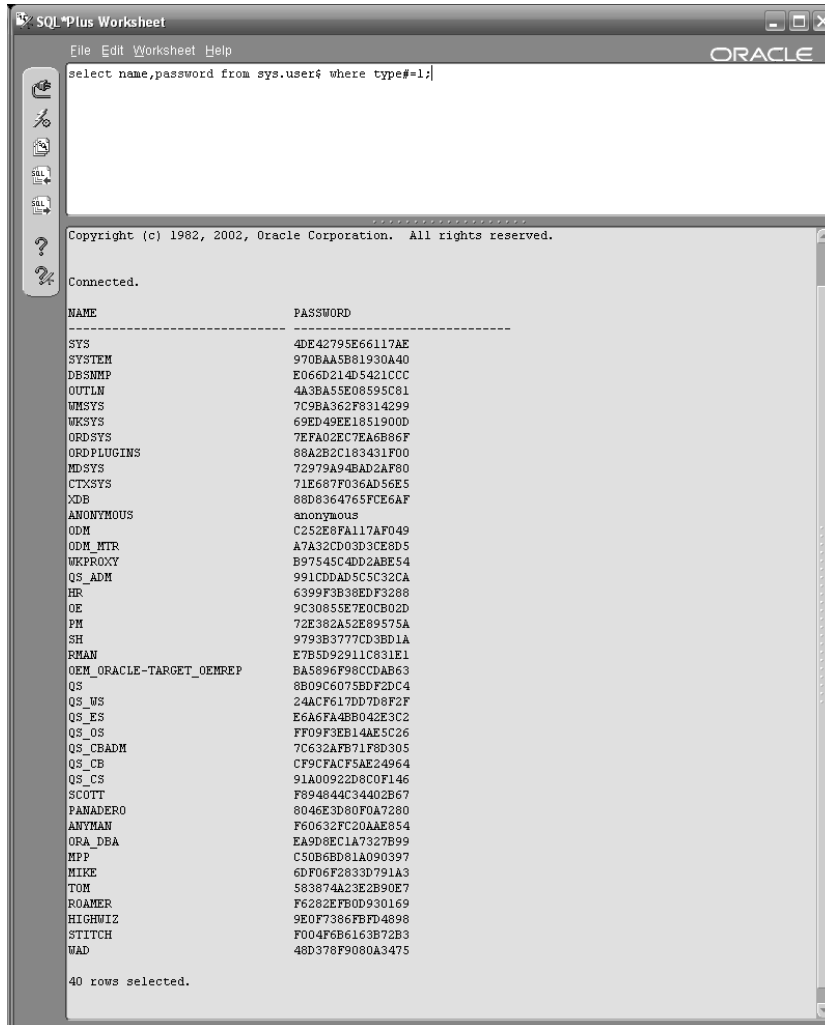 SQL*Plus Worksheet
File Edit Worksheet Help
ORACLE
select name,password from sys.user$ where type#=1;
Copyright (c) 1982, 2002, Oracle Corporation.  All rights reserved.
Connected.
NAME PASSWORD
------------------------------ ------------------------------
SYS 4DE42795E66117AE
SYSTEM 970BAA5B81930A40
DBSNMP E066D214D5421CCC
OUTLN 4A3BA55E08595C81
WMSYS 7C9BA362F8314299
WKSYS 69ED49EE1851900D
ORDSYS 7EFA02EC7EA6B86F
ORDPLUGINS 88A2B2C183431F00
MDSYS 72979A94BAD2AF80
CTXSYS 71E687F036AD56E5
XDB 88D8364765FCE6AF
ANONYMOUS anonymous
ODM C252E8FA117AF049
ODM_MTR A7A32CD03D3CE8D5
WKPROXY B97545C4DD2ABE54
QS_ADM 991CDDAD5C5C32CA
HR 6399F3B38EDF3288
OE 9C30855E7E0CB02D
PM 72E382A52E89575A
SH 9793B3777CD3BD1A
RMAN E7B5D92911C831E1
OEM_ORACLE-TARGET_OEMREP BA5896F98CCDAB63
QS 8B09C6075BDF2DC4
QS_WS 24ACF617DD7D8F2F
QS_ES E6A6FA4BB042E3C2
QS_OS FF09F3EB14AE5C26
QS_CBADM 7C632AFB71F8D305
QS_CB CF9CFACF5AE24964
QS_CS 91A00922D8C0F146
SCOTT F894844C34402B67
PANADERO 8046E3D80F0A7280
ANYMAN F60632FC20AAE854
ORA_DBA EA9D8EC1A7327B99
MPP C50B6BD81A090397
MIKE 6DF06F2833D791A3
TOM 583874A23E2B90E7
ROAMER F6282EFB0D930169
HIGHWIZ 9E0F7386FBFD4898
STITCH F004F6B6163B72B3
WAD 48D378F9080A3475
40 rows selected.